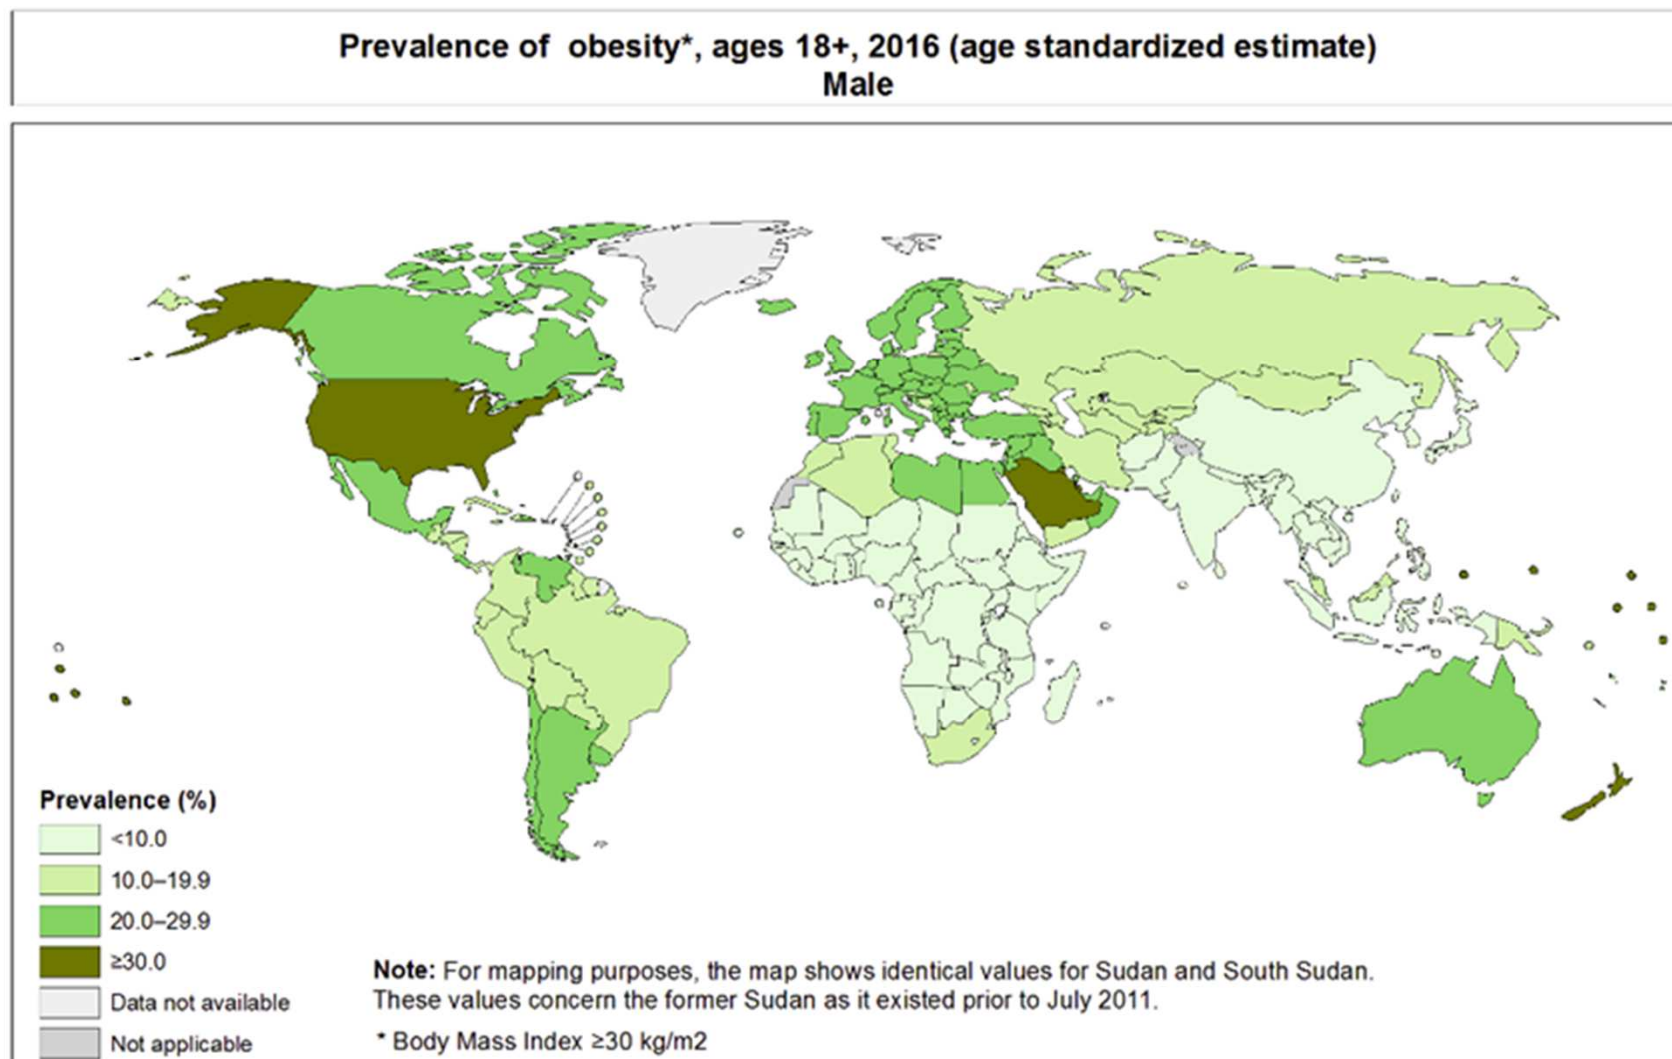 Prevalence of obesity*, ages 18+, 2016 (age standardized estimate)
Male
Prevalence (%)
<10.0
10.0–19.9
20.0–29.9
≥30.0
Data not available
Not applicable
Note: For mapping purposes, the map shows identical values for Sudan and South Sudan.
These values concern the former Sudan as it existed prior to July 2011.
* Body Mass Index ≥30 kg/m2